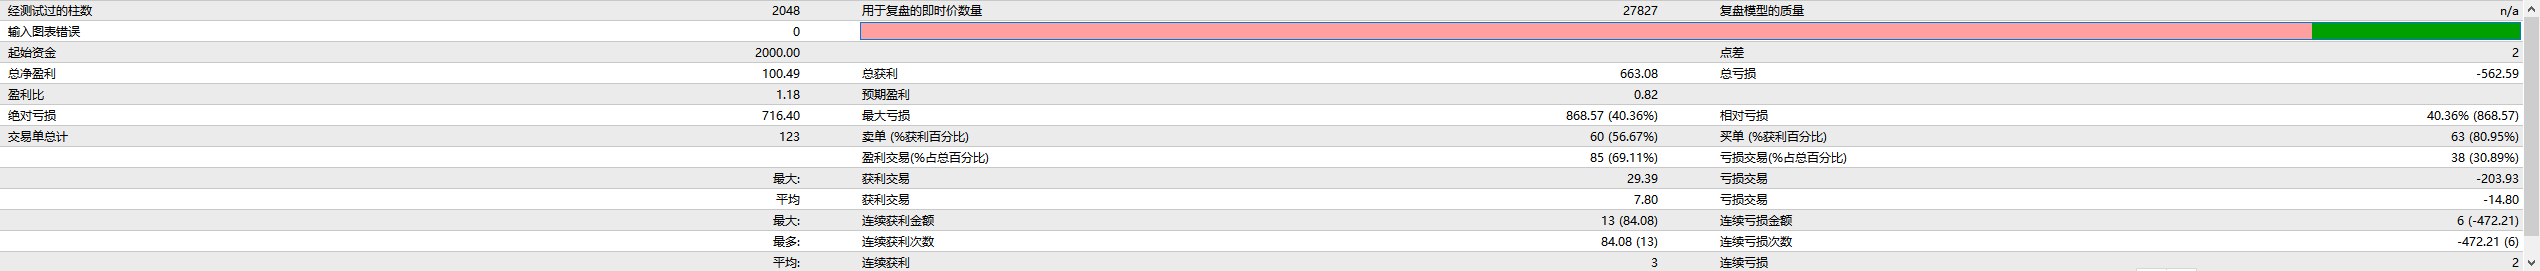 经测试过的柱数 2048 用于复盘的即时价数量 27827 复盘模型的质量 n/a
输入图表错误 0
起始资金 2000.00 点差 2
总净盈利 100.49 总获利 663.08 总亏损 -562.59
盈利比 1.18 预期盈利 0.82
绝对亏损 716.40 最大亏损 868.57 (40.36%) 相对亏损 40.36% (868.57)
交易单总计 123 卖单 (%获利百分比) 60 (56.67%) 买单 (%获利百分比) 63 (80.95%)
盈利交易(%占总百分比) 85 (69.11%) 亏损交易(%占总百分比) 38 (30.89%)
最大: 获利交易 29.39 亏损交易 -203.93
平均 获利交易 7.80 亏损交易 -14.80
最大: 连续获利金额 13 (84.08) 连续亏损金额 6 (-472.21)
最多: 连续获利次数 84.08 (13) 连续亏损次数 -472.21 (6)
平均: 连续获利 3 连续亏损 2